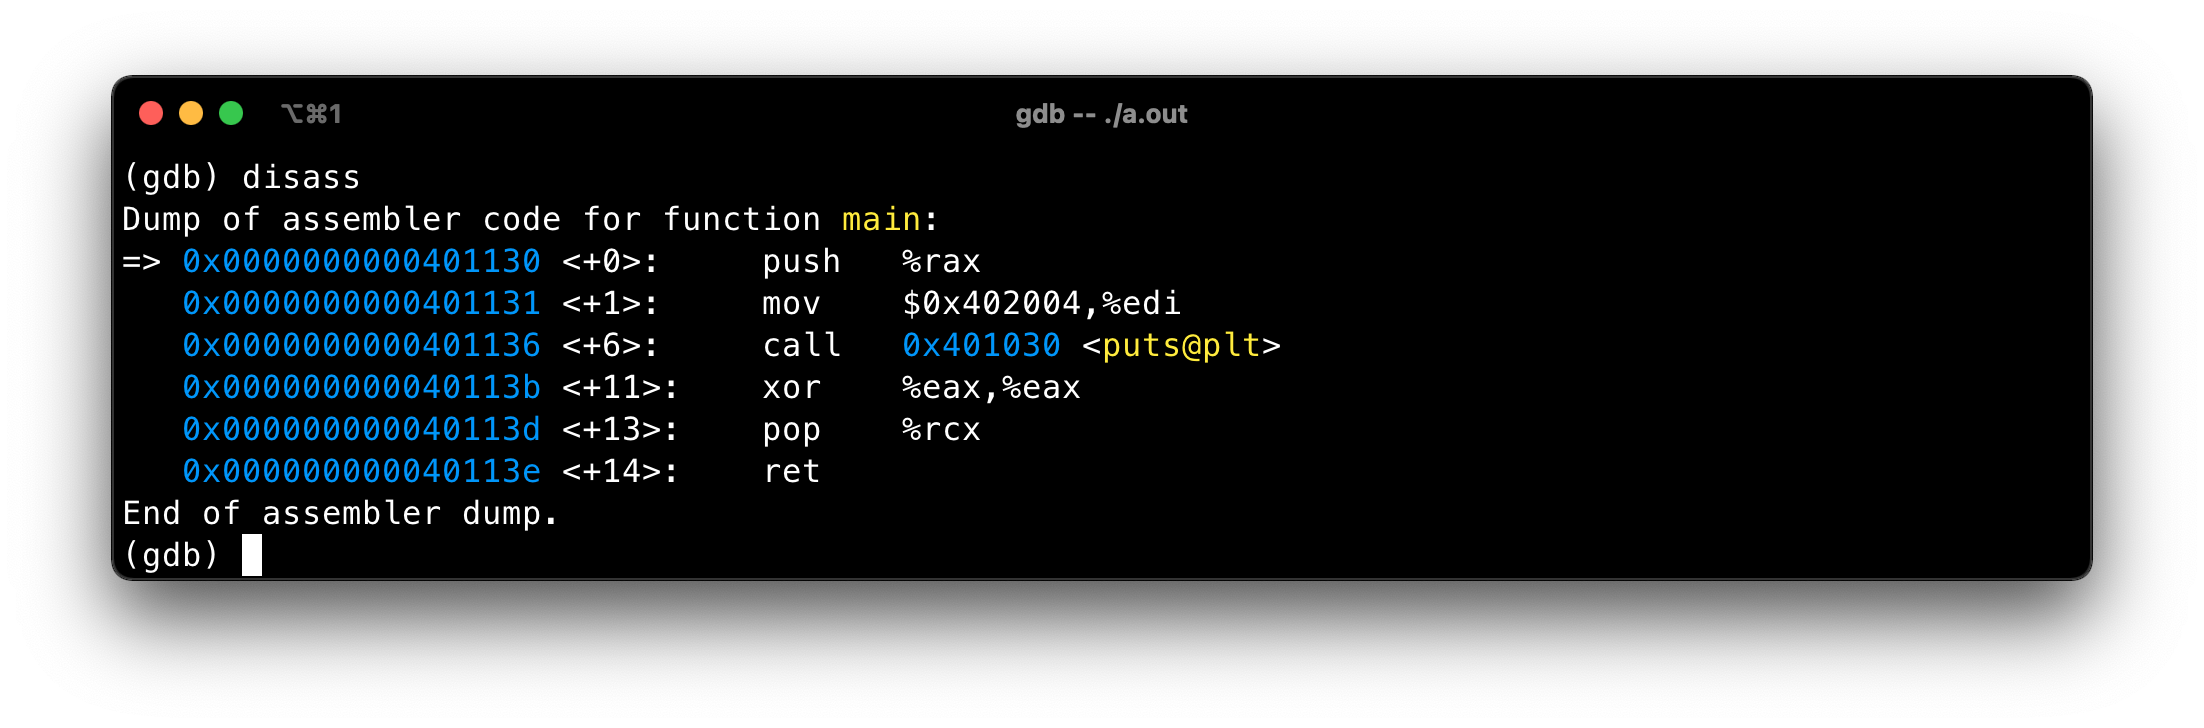 ⌥⌘1 gdb -- ./a.out
(gdb) disass
Dump of assembler code for function main:
=> 0x0000000000401130 <+0>:     push   %rax
   0x0000000000401131 <+1>:     mov    $0x402004,%edi
   0x0000000000401136 <+6>:     call   0x401030 <puts@plt>
   0x000000000040113b <+11>:    xor    %eax,%eax
   0x000000000040113d <+13>:    pop    %rcx
   0x000000000040113e <+14>:    ret
End of assembler dump.
(gdb)